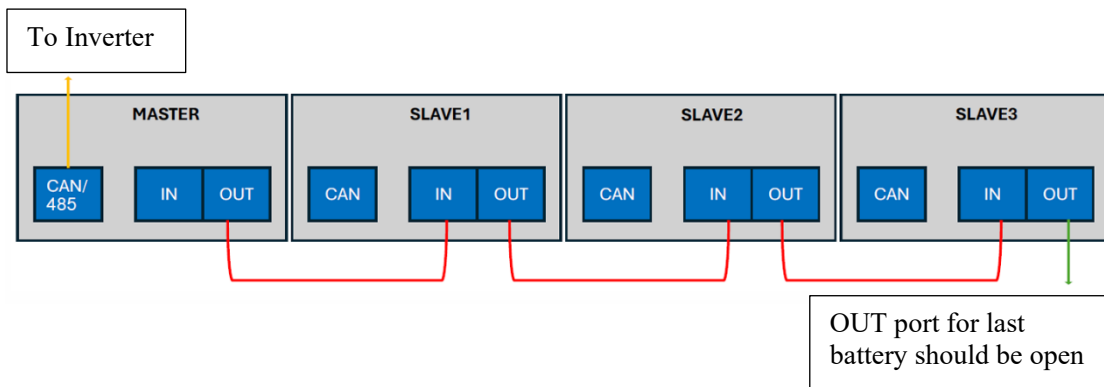 To Inverter
MASTER
SLAVE1
SLAVE2
SLAVE3
CAN/
485
IN
OUT
CAN
IN
OUT
CAN
IN
OUT
CAN
IN
OUT
OUT port for last
battery should be open